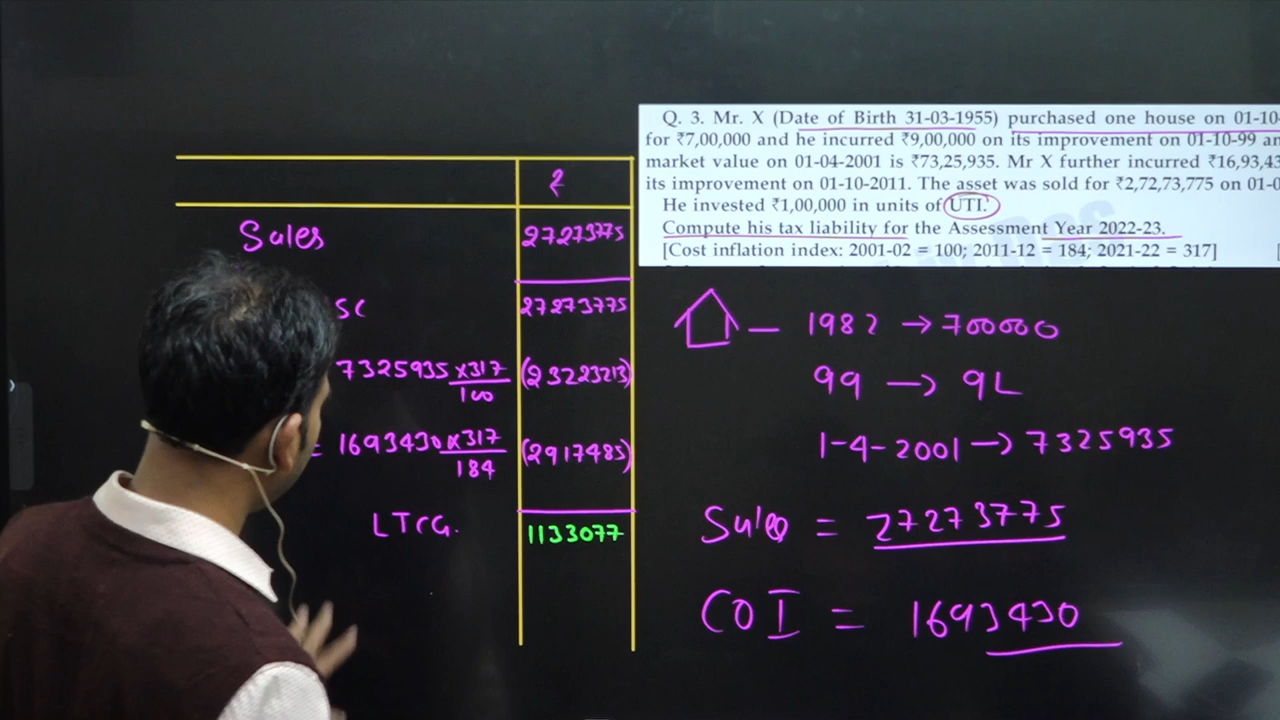 Q. 3. Mr. X (Date of Birth 31-03-1955) purchased one house on 01-10-
for ₹7,00,000 and he incurred ₹9,00,000 on its improvement on 01-10-99 an
market value on 01-04-2001 is ₹73,25,935. Mr X further incurred ₹16,93,43
its improvement on 01-10-2011. The asset was sold for ₹2,72,73,775 on 01-0
He invested ₹1,00,000 in units of UTI.
Compute his tax liability for the Assessment Year 2022-23.
[Cost inflation index: 2001-02 = 100; 2011-12 = 184; 2021-22 = 317]
₹
Sales 27273775
SC 27273775
7325935 × 317/100 (23223213)
= 1693430 × 317/184 (2917485)
LTCG. 1133077
— 1982 → 700000
99 → 9L
1-4-2001 → 7325935
Sales = 27273775
COI = 1693430